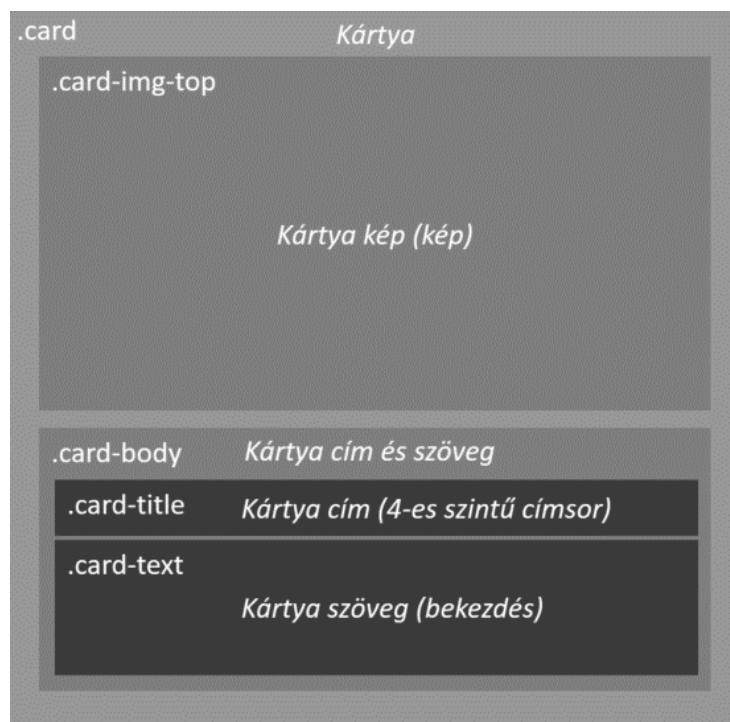 .card Kártya
.card-img-top
Kártya kép (kép)
.card-body Kártya cím és szöveg
.card-title Kártya cím (4-es szintű címsor)
.card-text
Kártya szöveg (bekezdés)